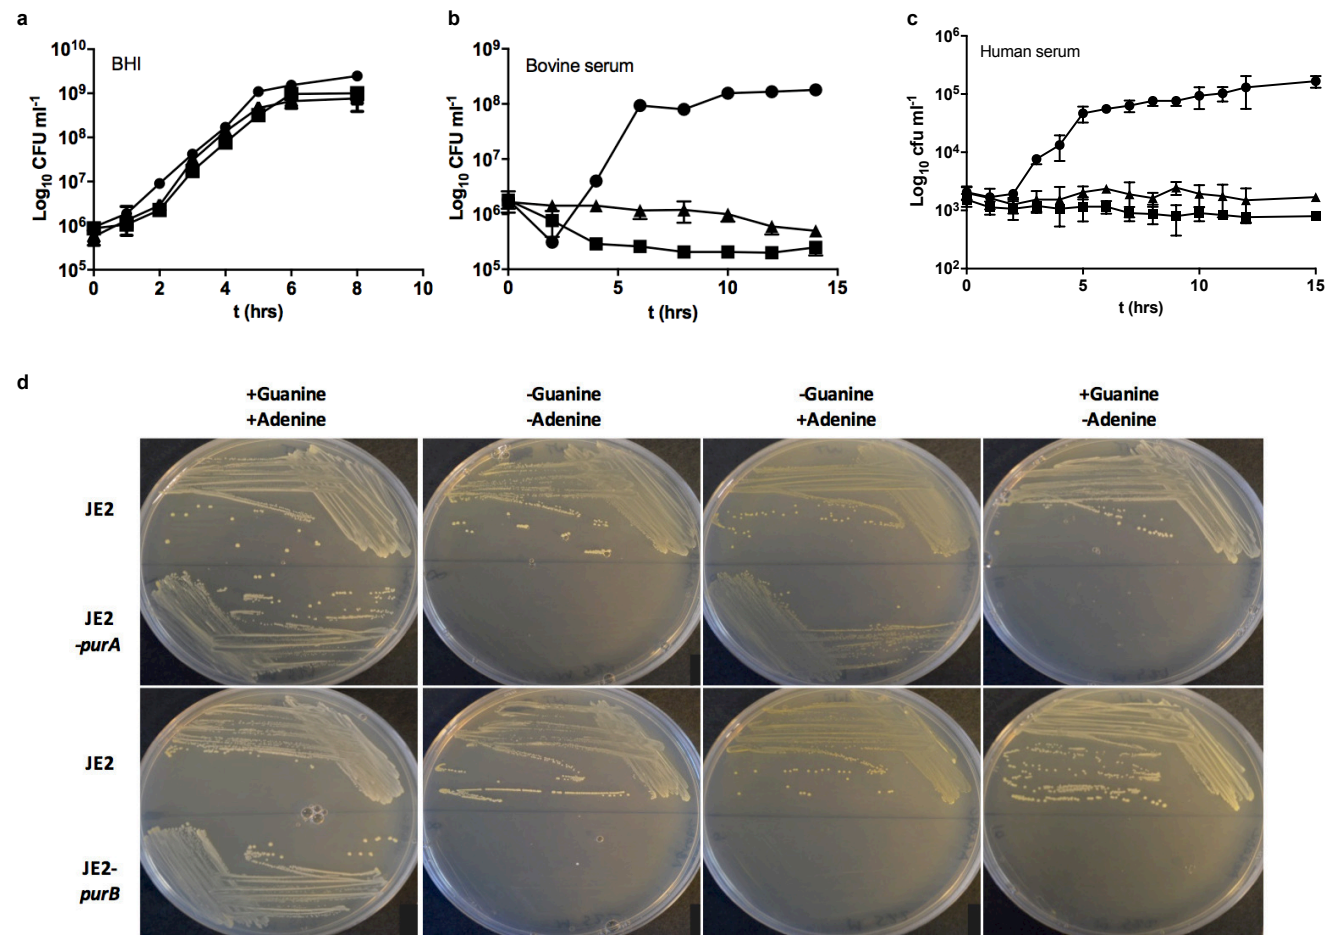 a
BHI
Log10 CFU ml-1
10^10
10^9
10^8
10^7
10^6
10^5
0 2 4 6 8 10
t (hrs)
b
Bovine serum
Log10 CFU ml-1
10^9
10^8
10^7
10^6
10^5
0 5 10 15
t (hrs)
c
Human serum
Log10 cfu ml-1
10^6
10^5
10^4
10^3
10^2
0 5 10 15
t (hrs)
d
+Guanine
+Adenine
-Guanine
-Adenine
-Guanine
+Adenine
+Guanine
-Adenine
JE2
JE2
-purA
JE2
JE2-
purB